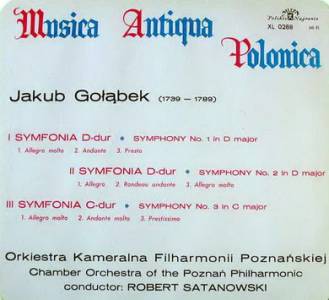 Musica Antiqua Polonica
Polskie Nagrania
XL 0288
Jakub Gołąbek (1739 — 1789)
I SYMFONIA D-dur • SYMPHONY No. 1 in D major
1. Allegro molto 2. Andante 3. Presto
II SYMFONIA D-dur • SYMPHONY No. 2 in D major
1. Allegro 2. Rondeau andante 3. Allegro molto
III SYMFONIA C-dur • SYMPHONY No. 3 in C major
1. Allegro molto 2. Andante molto 3. Prestissimo
Orkiestra Kameralna Filharmonii Poznańskiej
Chamber Orchestra of the Poznań Philharmonic
conductor: ROBERT SATANOWSKI